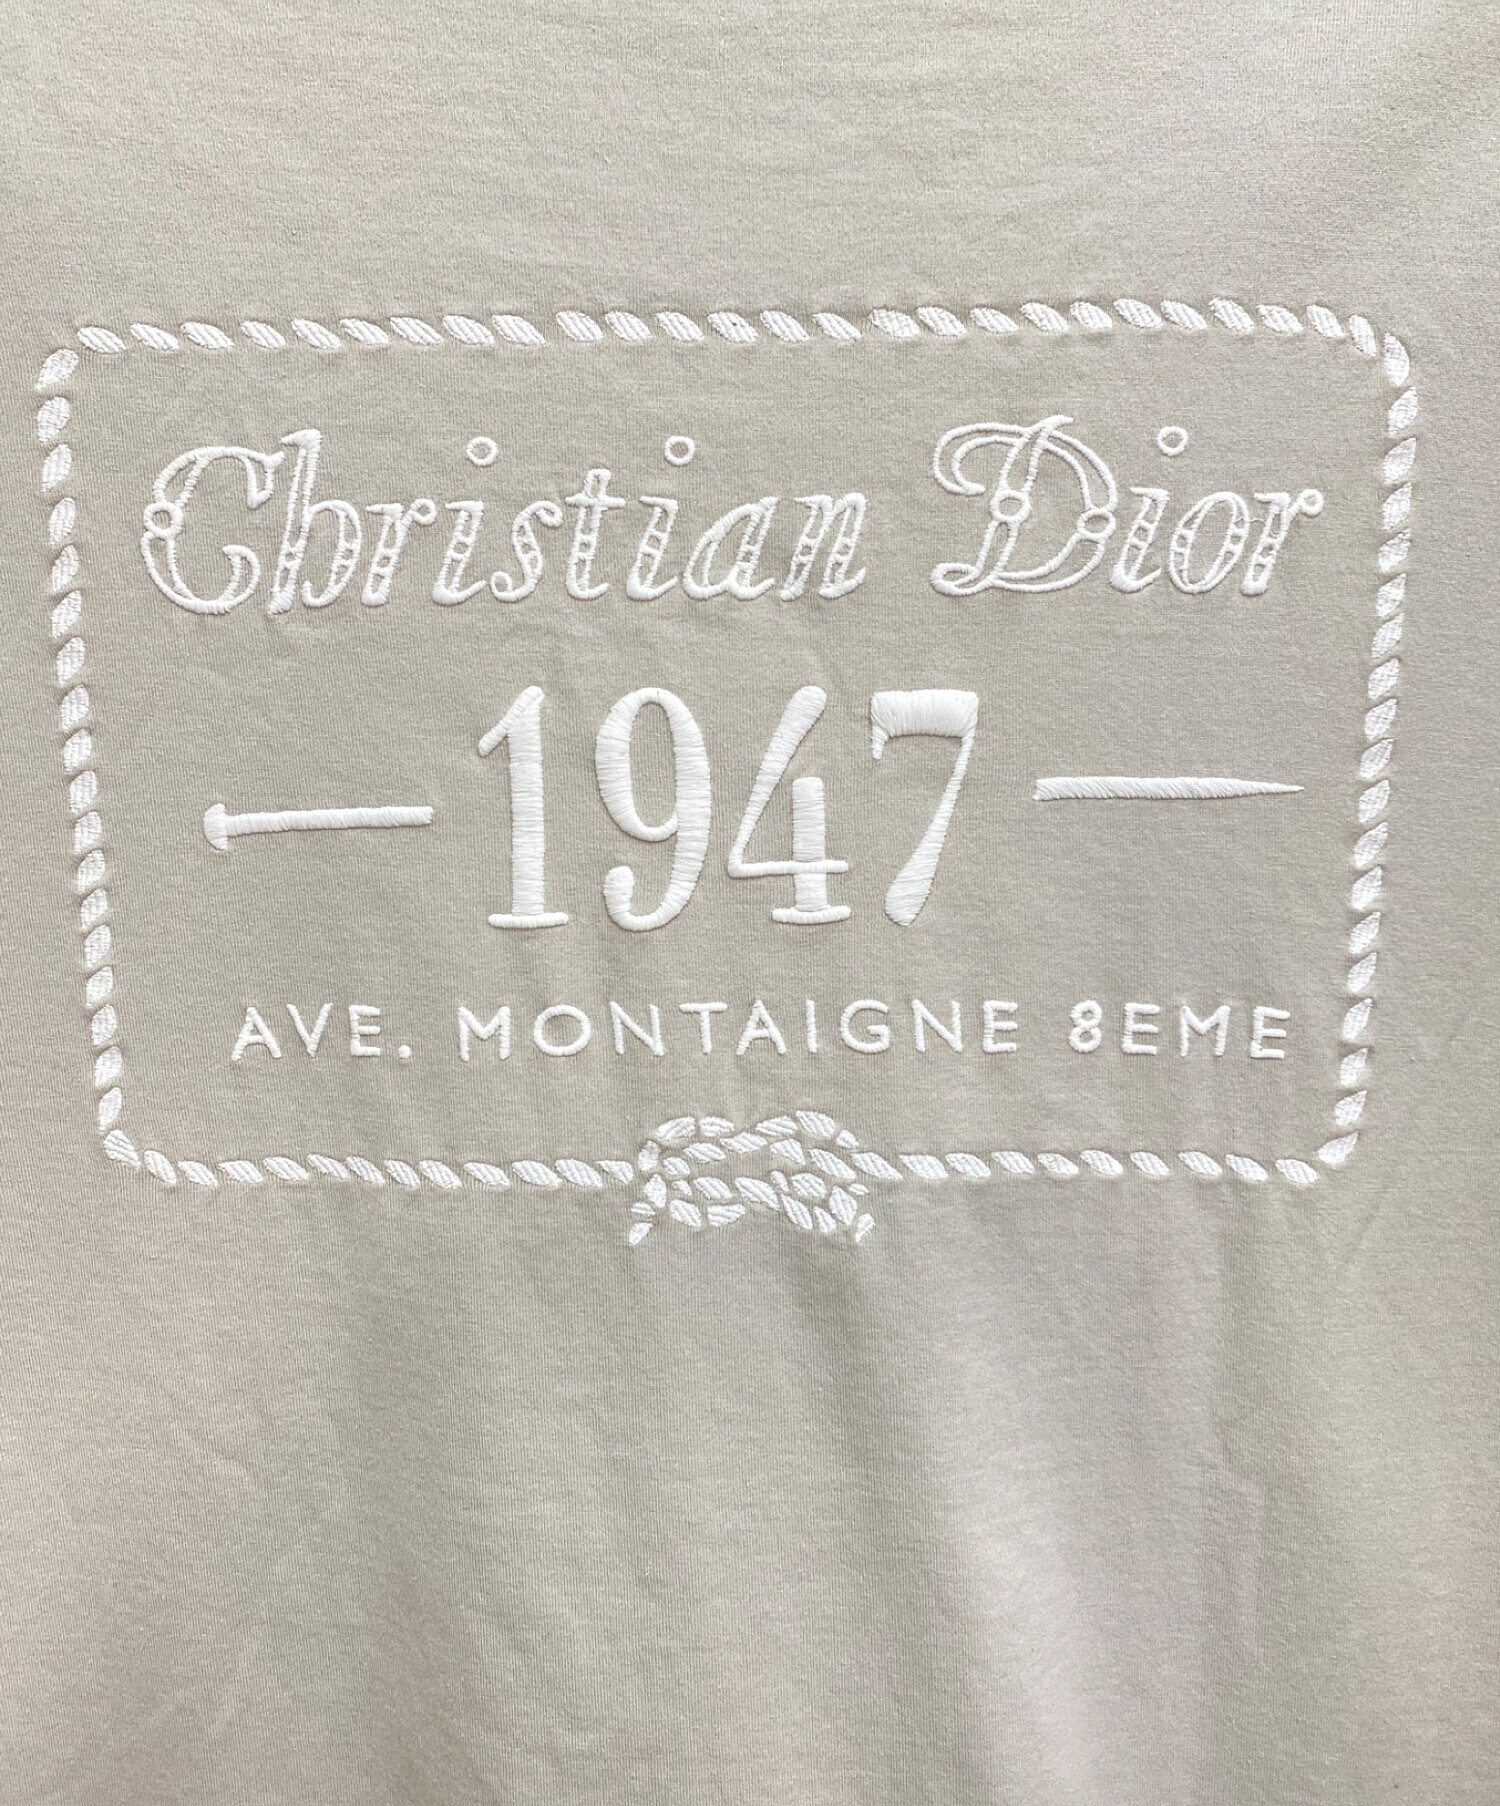 Christian Dior
1947
AVE. MONTAIGNE 8EME